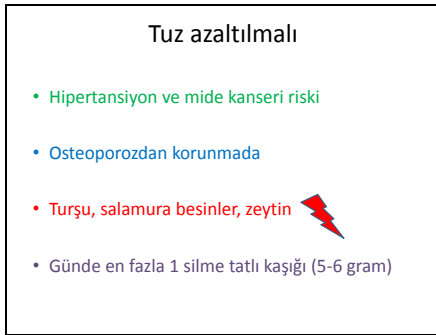 Tuz azaltılmalı
• Hipertansiyon ve mide kanseri riski
• Osteoporozdan korunmada
• Turşu, salamura besinler, zeytin
• Günde en fazla 1 silme tatlı kaşığı (5-6 gram)